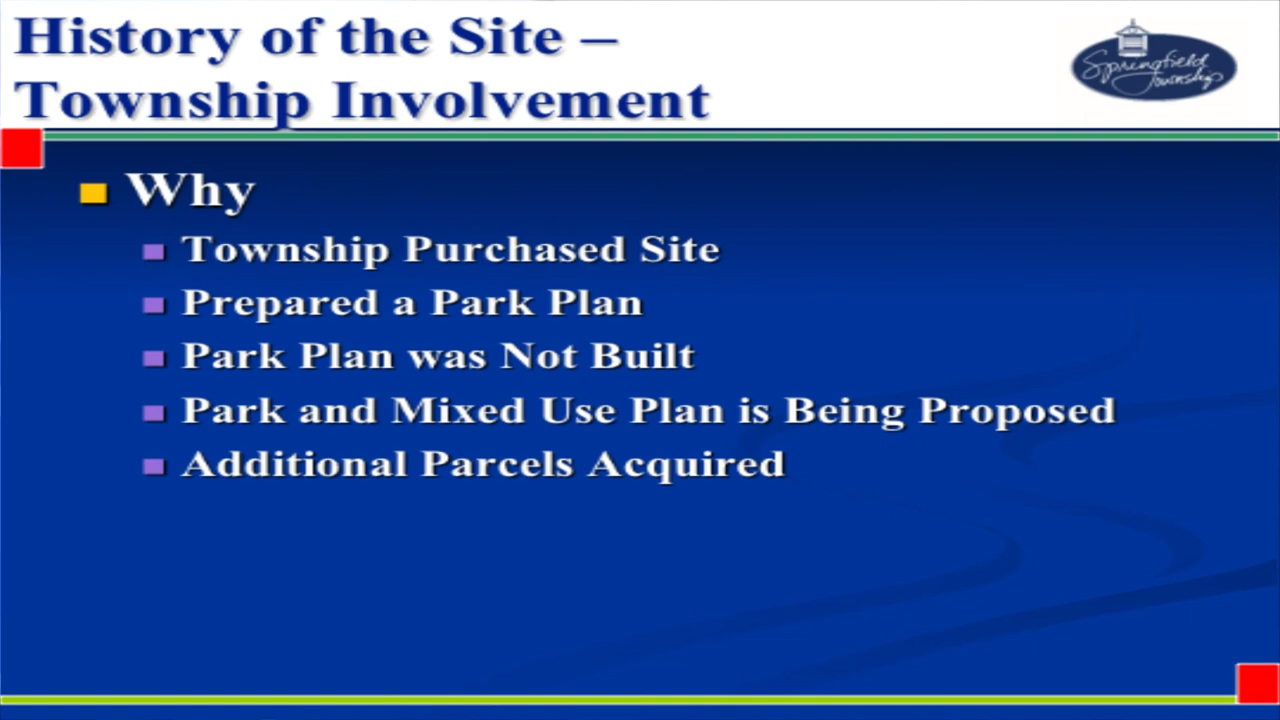 History of the Site –
Township Involvement
Springfield
Township
Why
Township Purchased Site
Prepared a Park Plan
Park Plan was Not Built
Park and Mixed Use Plan is Being Proposed
Additional Parcels Acquired